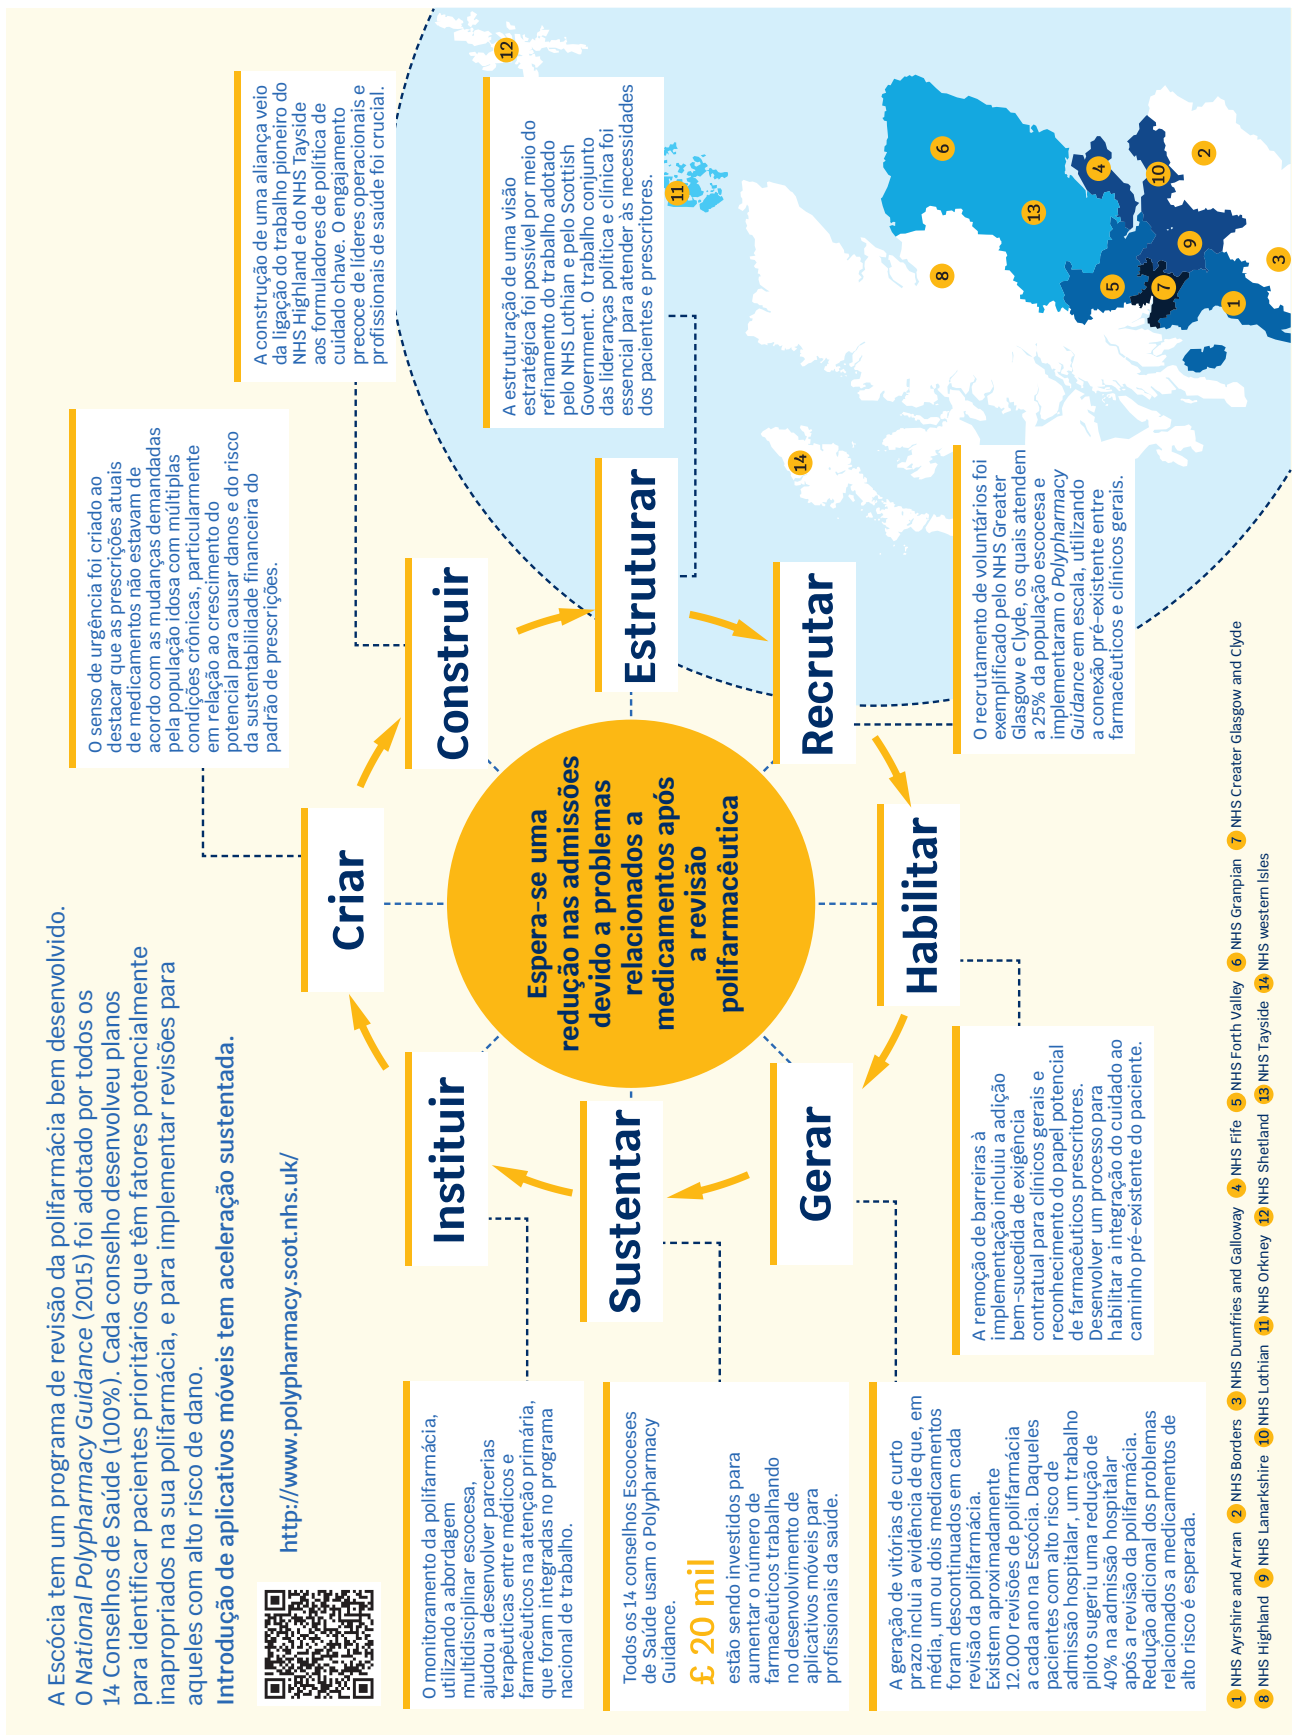 A Escócia tem um programa de revisão da polifarmácia bem desenvolvido.
O National Polypharmacy Guidance (2015) foi adotado por todos os
14 Conselhos de Saúde (100%). Cada conselho desenvolveu planos
para identificar pacientes prioritários que têm fatores potencialmente
inapropriados na sua polifarmácia, e para implementar revisões para
aqueles com alto risco de dano.
Introdução de aplicativos móveis tem aceleração sustentada.
http://www.polypharmacy.scot.nhs.uk/
Criar
O senso de urgência foi criado ao
destacar que as prescrições atuais
de medicamentos não estavam de
acordo com as mudanças demandadas
pela população idosa com múltiplas
condições crônicas, particularmente
em relação ao crescimento do
potencial para causar danos e do risco
da sustentabilidade financeira do
padrão de prescrições.
Construir
A construção de uma aliança veio
da ligação do trabalho pioneiro do
NHS Highland e do NHS Tayside
aos formuladores de política de
cuidado chave. O engajamento
precoce de líderes operacionais e
profissionais de saúde foi crucial.
Estruturar
A estruturação de uma visão
estratégica foi possível por meio do
refinamento do trabalho adotado
pelo NHS Lothian e pelo Scottish
Government. O trabalho conjunto
das lideranças política e clínica foi
essencial para atender às necessidades
dos pacientes e prescritores.
Recrutar
O recrutamento de voluntários foi
exemplificado pelo NHS Greater
Glasgow e Clyde, os quais atendem
a 25% da população escocesa e
implementaram o Polypharmacy
Guidance em escala, utilizando
a conexão pré-existente entre
farmacêuticos e clínicos gerais.
Habilitar
A remoção de barreiras à
implementação incluiu a adição
bem-sucedida de exigência
contratual para clínicos gerais e
reconhecimento do papel potencial
de farmacêuticos prescritores.
Desenvolver um processo para
habilitar a integração do cuidado ao
caminho pré-existente do paciente.
Gerar
A geração de vitórias de curto
prazo inclui a evidência de que, em
média, um ou dois medicamentos
foram descontinuados em cada
revisão da polifarmácia.
Existem aproximadamente
12.000 revisões de polifarmácia
a cada ano na Escócia. Daqueles
pacientes com alto risco de
admissão hospitalar, um trabalho
piloto sugeriu uma redução de
40% na admissão hospitalar
após a revisão da polifarmácia.
Redução adicional dos problemas
relacionados a medicamentos de
alto risco é esperada.
Sustentar
Todos os 14 conselhos Escoceses
de Saúde usam o Polypharmacy
Guidance.
£ 20 mil
estão sendo investidos para
aumentar o número de
farmacêuticos trabalhando
no desenvolvimento de
aplicativos móveis para
profissionais da saúde.
Instituir
O monitoramento da polifarmácia,
utilizando a abordagem
multidisciplinar escocesa,
ajudou a desenvolver parcerias
terapêuticas entre médicos e
farmacêuticos na atenção primária,
que foram integradas no programa
nacional de trabalho.
Espera-se uma
redução nas admissões
devido a problemas
relacionados a
medicamentos após
a revisão
polifarmacêutica
12
11
6
4
2
10
13
9
8
5
7
3
1
14
1 NHS Ayrshire and Arran 2 NHS Borders 3 NHS Dumfries and Galloway 4 NHS Fife 5 NHS Forth Valley 6 NHS Granpian 7 NHS Creater Glasgow and Clyde
8 NHS Highland 9 NHS Lanarkshire 10 NHS Lothian 11 NHS Orkney 12 NHS Shetland 13 NHS Tayside 14 NHS western Isles